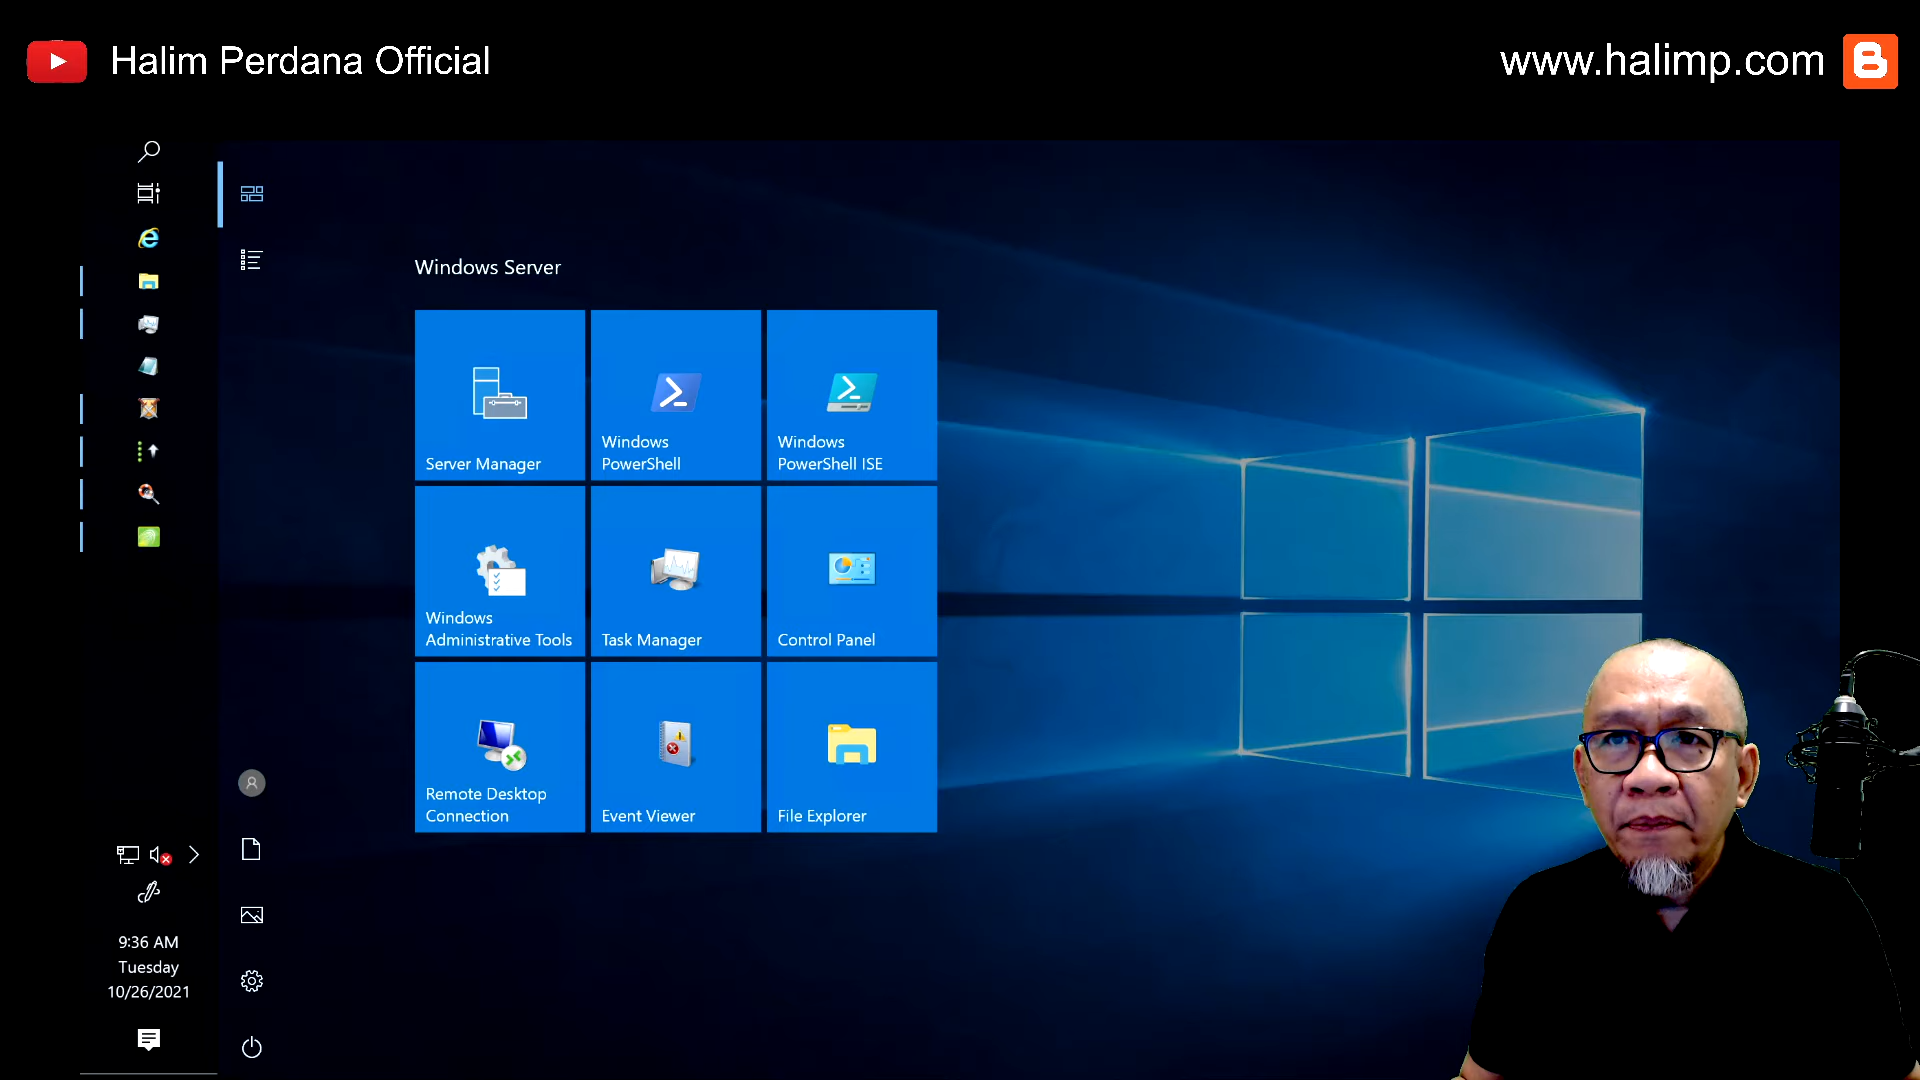 Halim Perdana Official
www.halimp.com
Windows Server
Server Manager
Windows
PowerShell
Windows
PowerShell ISE
Windows
Administrative Tools
Task Manager
Control Panel
Remote Desktop
Connection
Event Viewer
File Explorer
9:36 AM
Tuesday
10/26/2021